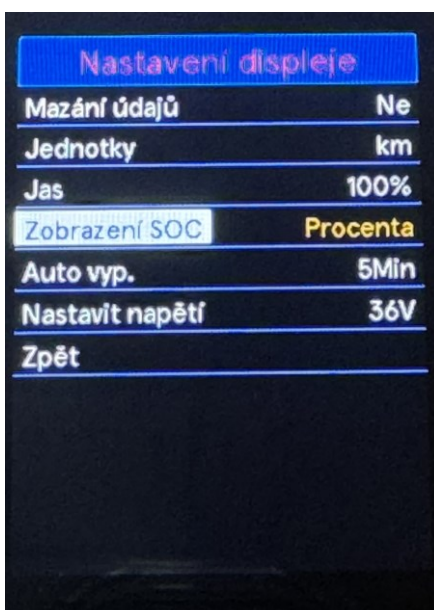 Nastavení displeje
Mazání údajů Ne
Jednotky km
Jas 100%
Zobrazení SOC Procenta
Auto vyp. 5Min
Nastavit napětí 36V
Zpět